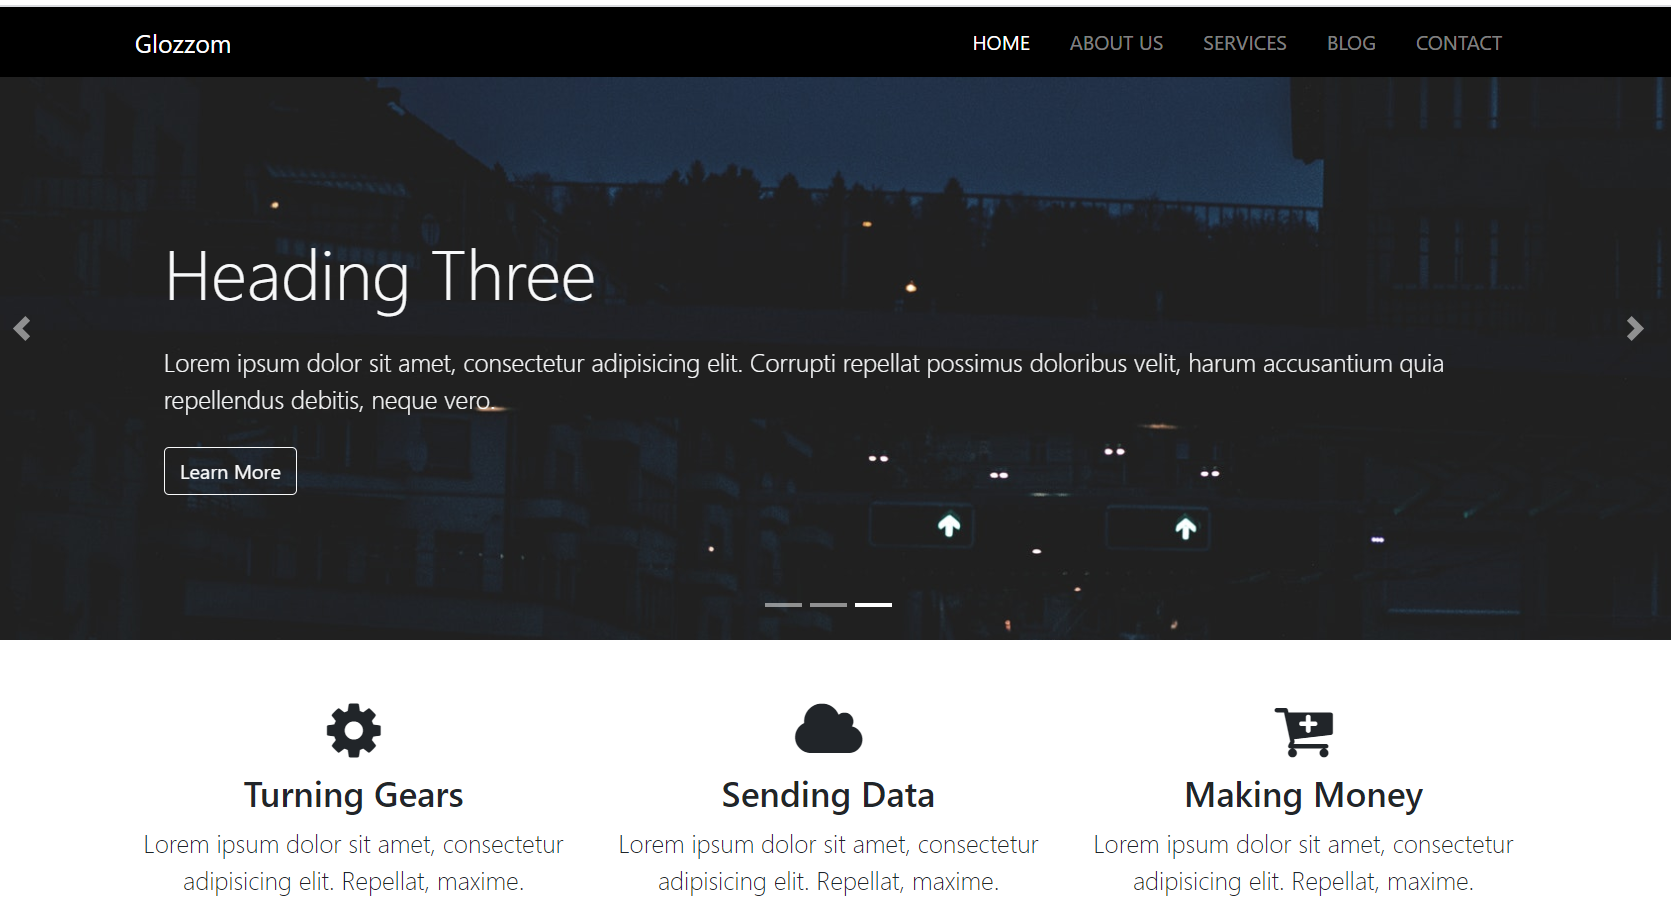 Glozzom
HOME ABOUT US SERVICES BLOG CONTACT
Heading Three
Lorem ipsum dolor sit amet, consectetur adipisicing elit. Corrupti repellat possimus doloribus velit, harum accusantium quia
repellendus debitis, neque vero.
Learn More
Turning Gears
Lorem ipsum dolor sit amet, consectetur
adipisicing elit. Repellat, maxime.
Sending Data
Lorem ipsum dolor sit amet, consectetur
adipisicing elit. Repellat, maxime.
Making Money
Lorem ipsum dolor sit amet, consectetur
adipisicing elit. Repellat, maxime.